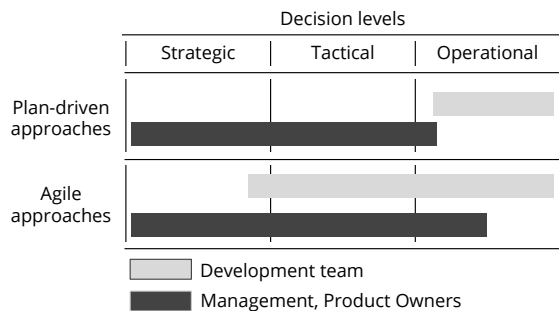 Decision levels
Strategic Tactical Operational
Plan-driven
approaches
Agile
approaches
Development team
Management, Product Owners